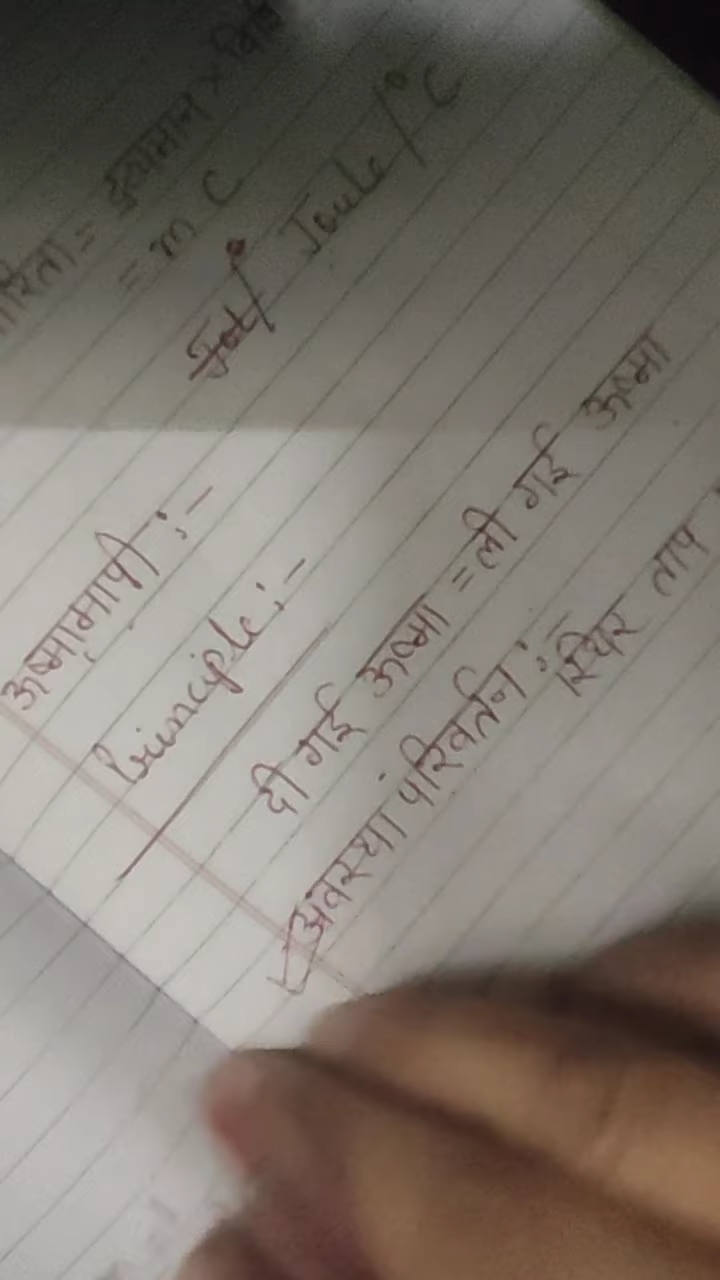 = द्रव्यमान ×
= m C
Joule/°C
ऊष्मामापी :-
Principle :-
दी गई ऊष्मा = ली गई ऊष्मा
अवस्था परिवर्तन :-
स्थिर ताप